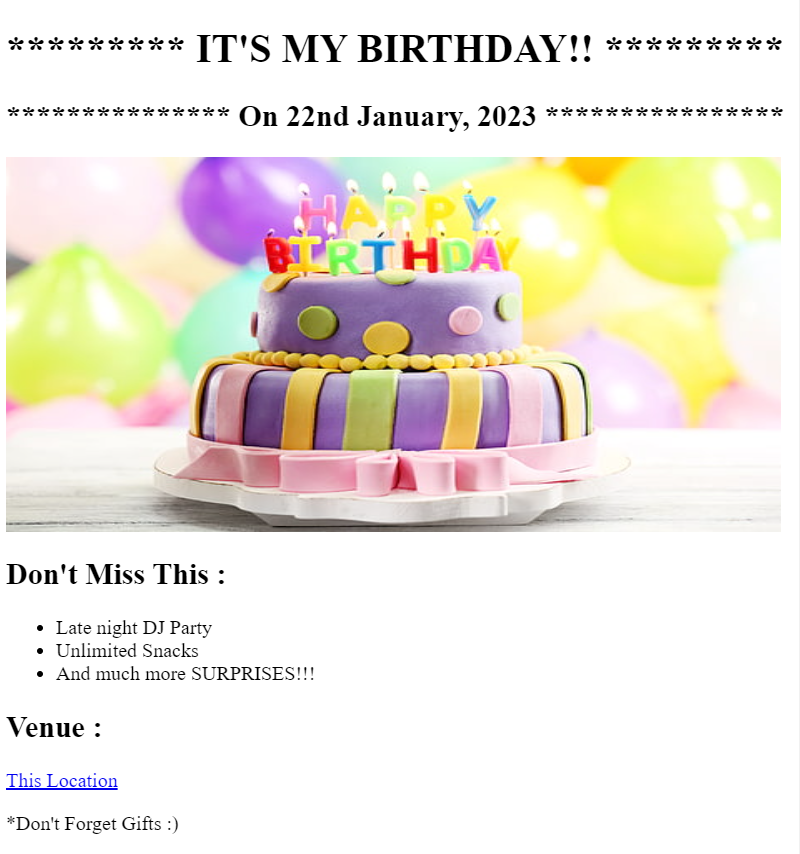 ********* IT'S MY BIRTHDAY!! *********
*************** On 22nd January, 2023 ****************
HAPPY
BIRTHDAY
Don't Miss This :
• Late night DJ Party
• Unlimited Snacks
• And much more SURPRISES!!!
Venue :
This Location
*Don't Forget Gifts :)